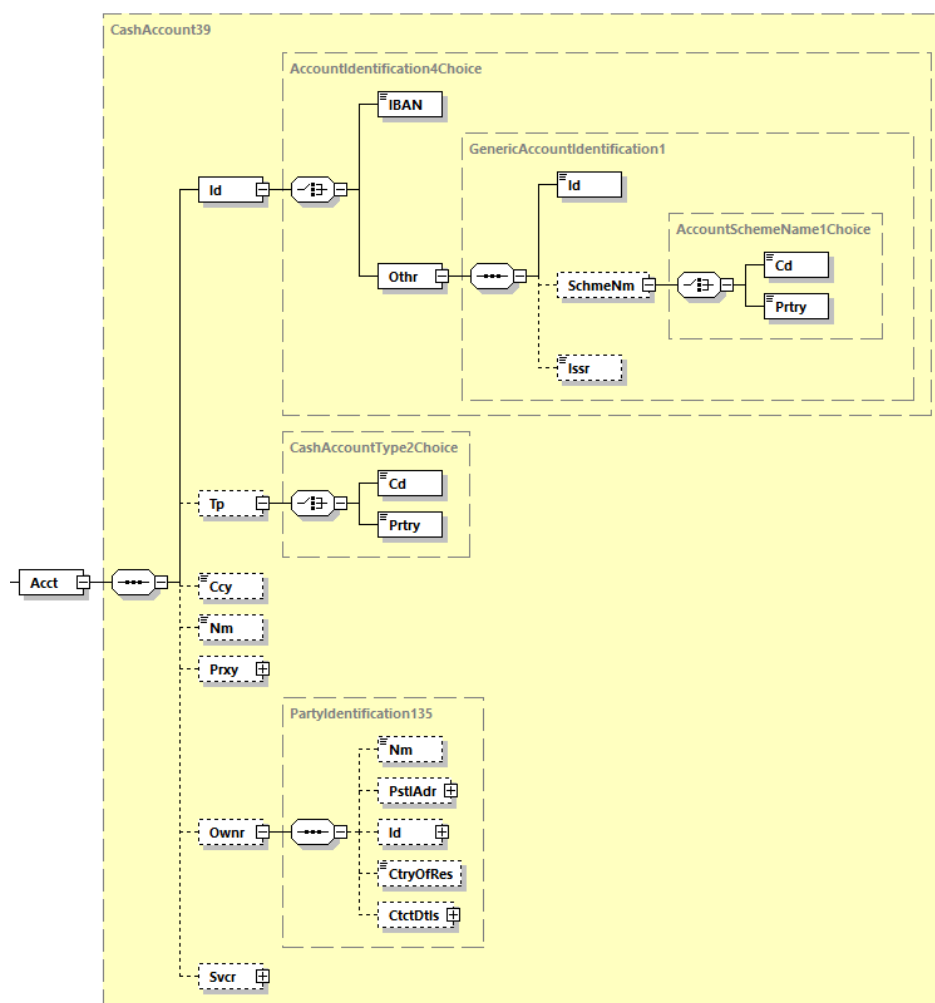 CashAccount39
AccountIdentification4Choice
IBAN
GenericAccountIdentification1
Id
Id
AccountSchemeName1Choice
Cd
Othr
SchmeNm
Prtry
Issr
CashAccountType2Choice
Cd
Tp
Prtry
Acct
Ccy
Nm
Prxy
PartyIdentification135
Nm
PstlAdr
Ownr
Id
CtryOfRes
CtctDtls
Svcr